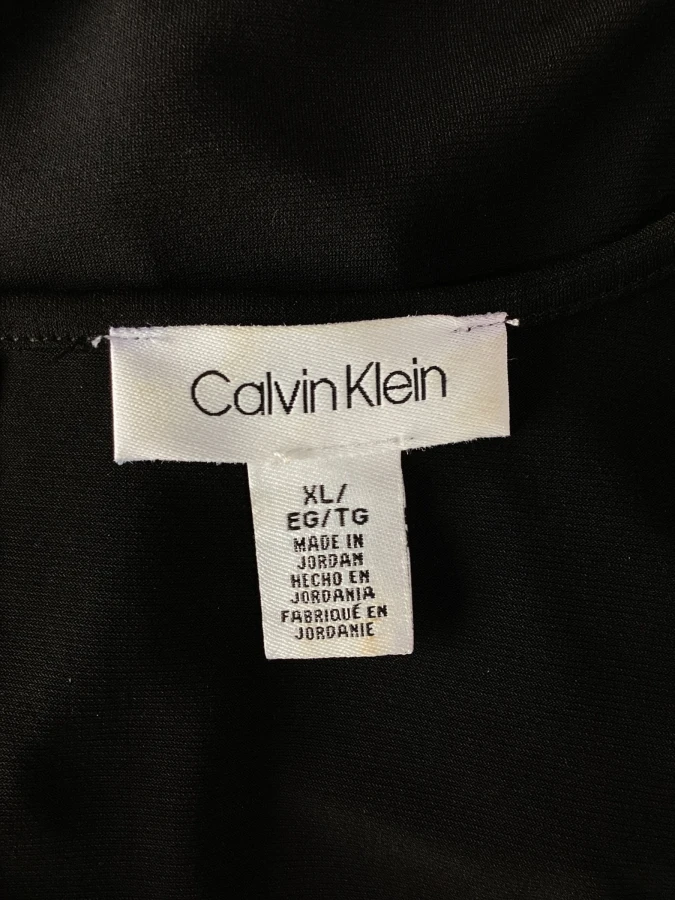 Calvin Klein
XL/
EG/TG
MADE IN
JORDAN
HECHO EN
JORDANIA
FABRIQUÉ EN
JORDANIE